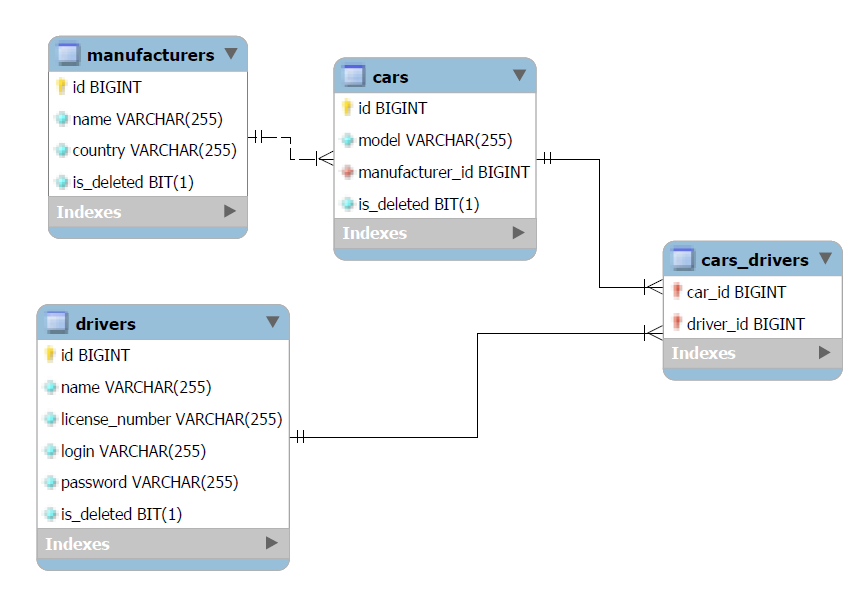 manufacturers
id BIGINT
name VARCHAR(255)
country VARCHAR(255)
is_deleted BIT(1)
Indexes
cars
id BIGINT
model VARCHAR(255)
manufacturer_id BIGINT
is_deleted BIT(1)
Indexes
cars_drivers
car_id BIGINT
driver_id BIGINT
Indexes
drivers
id BIGINT
name VARCHAR(255)
license_number VARCHAR(255)
login VARCHAR(255)
password VARCHAR(255)
is_deleted BIT(1)
Indexes